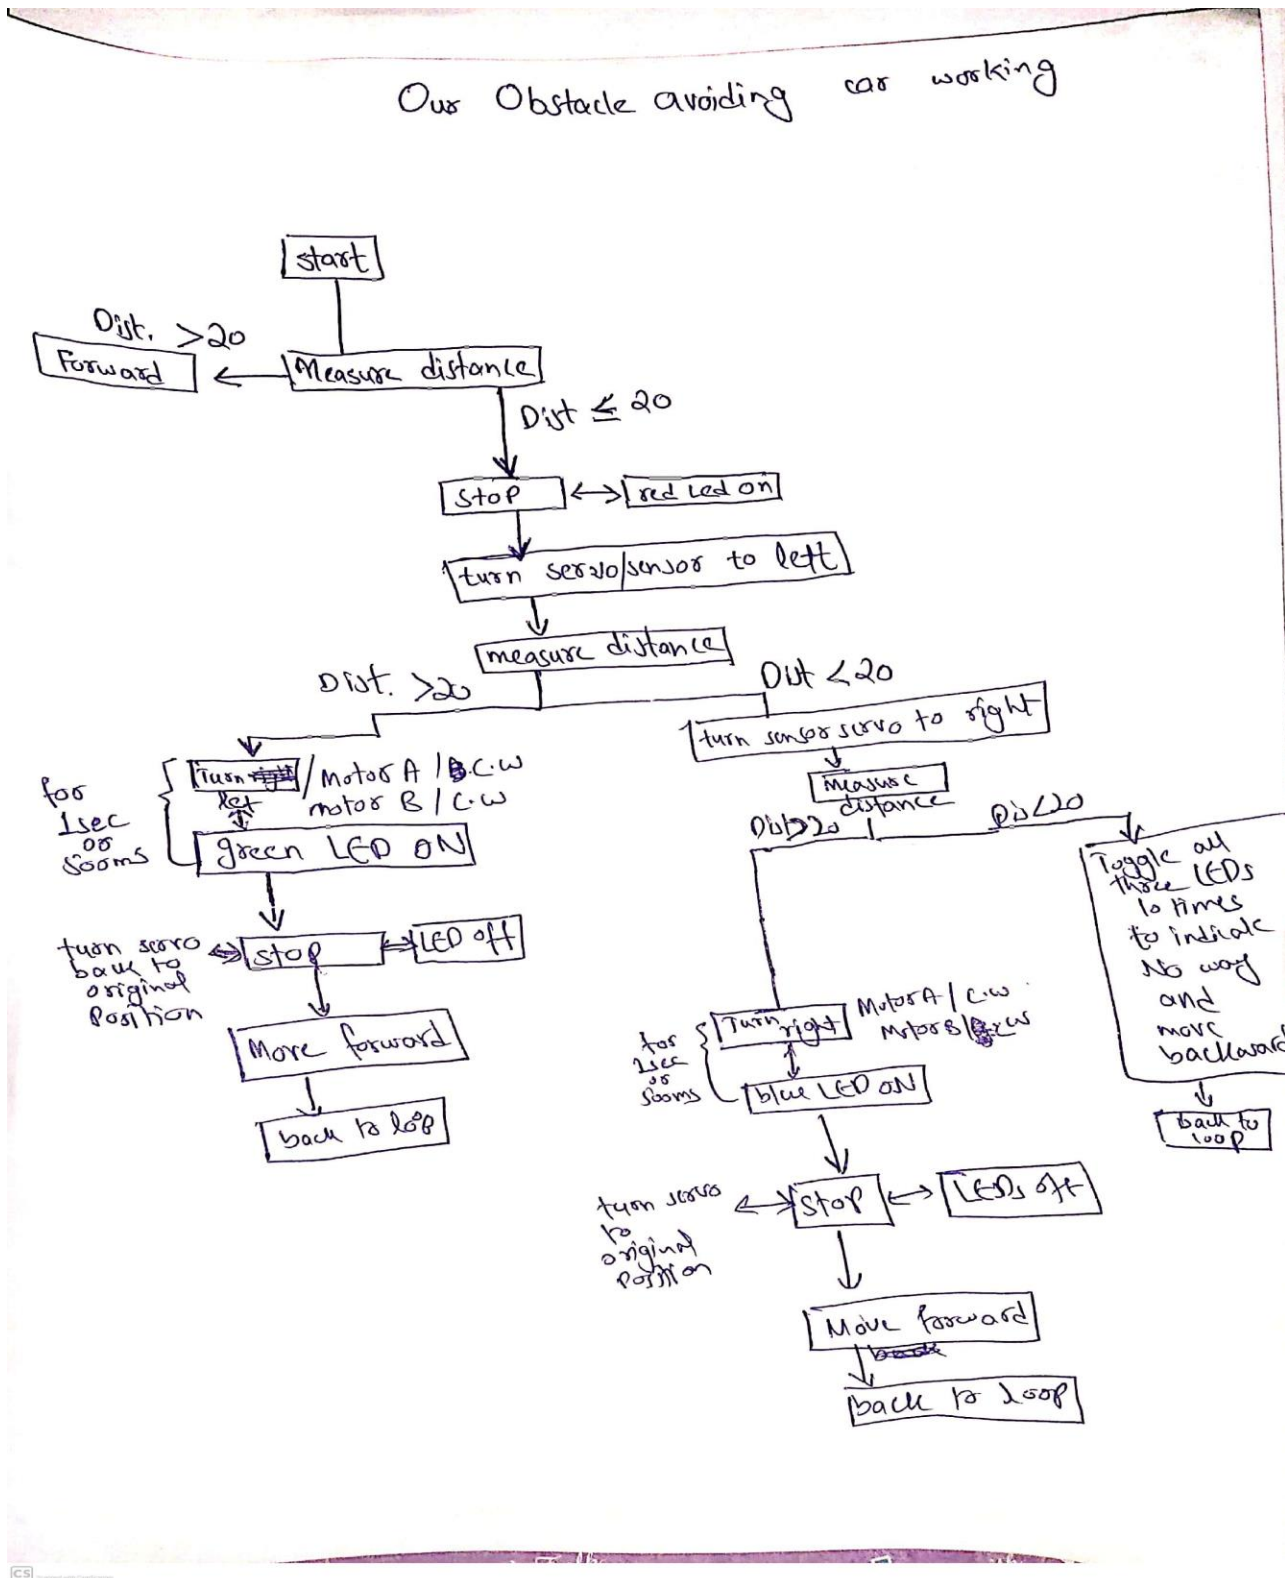 Our Obstacle avoiding car working
start
Dist. >20
Forward
Measure distance
Dist ≤ 20
Stop
red Led on
turn servo/sensor to left
measure distance
Dist. >20
Dist <20
turn sensor servo to right
Measure
distance
Turn
left
/ Motor A / C.W
motor B / C.W
for
1sec
or
500ms
green LED ON
turn servo
back to
original
Position
stop
LED off
Move forward
back to loop
Dist>20
Dis<20
Toggle all
three LEDs
10 times
to indicate
No way
and
move
backward
back to
loop
Turn right
Motor A / C.W.
Motor B/
for
1sec
or
500ms
blue LED ON
turn servo
to
original
Position
Stop
LEDs off
Move forward
back to loop
CS